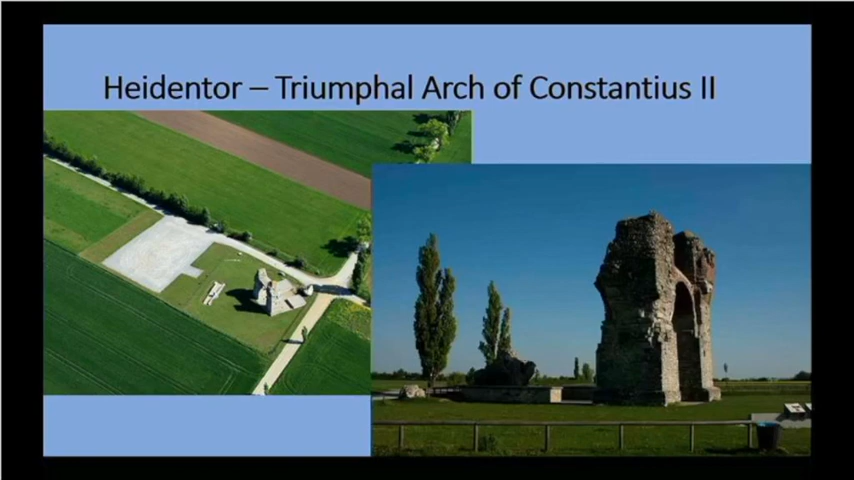 Heidentor – Triumphal Arch of Constantius II